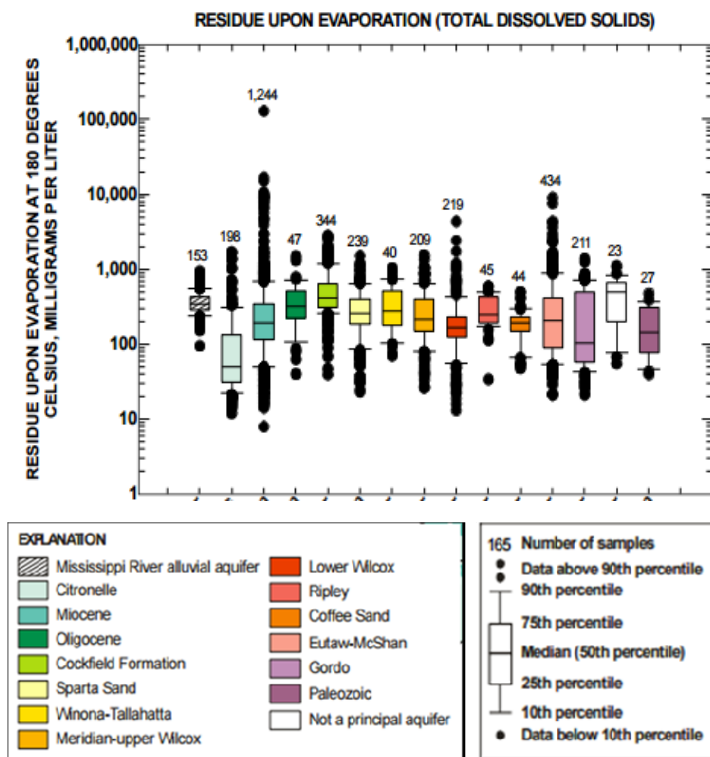 RESIDUE UPON EVAPORATION (TOTAL DISSOLVED SOLIDS)
RESIDUE UPON EVAPORATION AT 180 DEGREES
CELSIUS, MILLIGRAMS PER LITER
1,000,000
100,000
10,000
1,000
100
10
1
153
198
1,244
47
344
239
40
209
219
45
44
434
211
23
27
EXPLANATION
Mississippi River alluvial aquifer
Citronelle
Miocene
Oligocene
Cockfield Formation
Sparta Sand
Winona-Tallahatta
Meridian-upper Wilcox
Lower Wilcox
Ripley
Coffee Sand
Eutaw-McShan
Gordo
Paleozoic
Not a principal aquifer
165 Number of samples
Data above 90th percentile
90th percentile
75th percentile
Median (50th percentile)
25th percentile
10th percentile
Data below 10th percentile